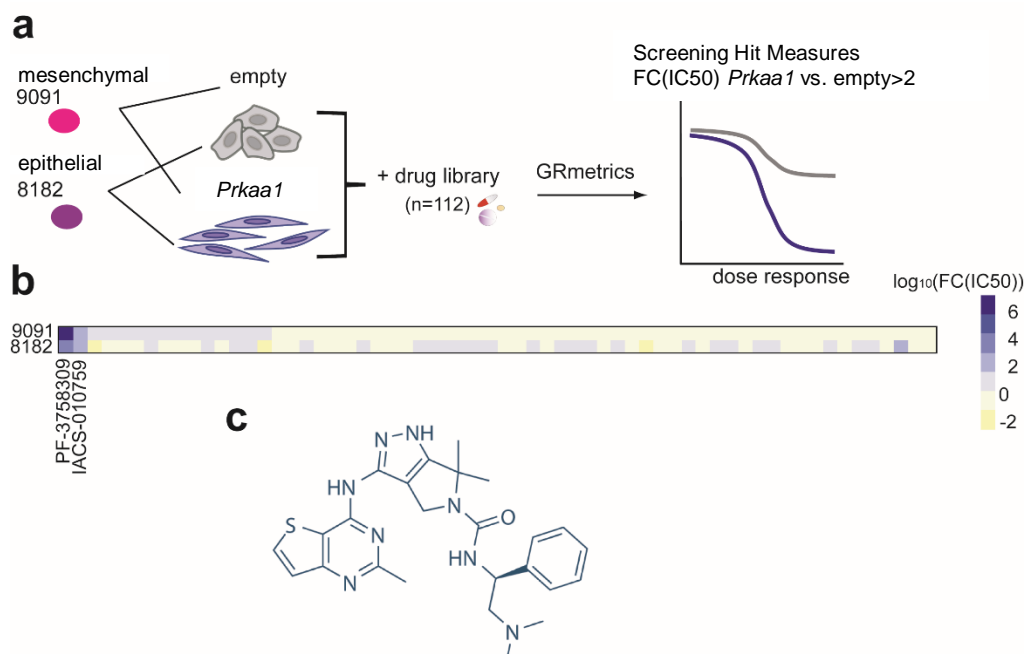 a
mesenchymal
9091
epithelial
8182
empty
Prkaa1
+ drug library
(n=112)
GRmetrics
Screening Hit Measures
FC(IC50) Prkaa1 vs. empty>2
dose response
b
log₁₀(FC(IC50))
9091
8182
6
4
2
0
-2
PF-3758309
IACS-010759
c
N
NH
HN
N
O
S
N
N
HN
N